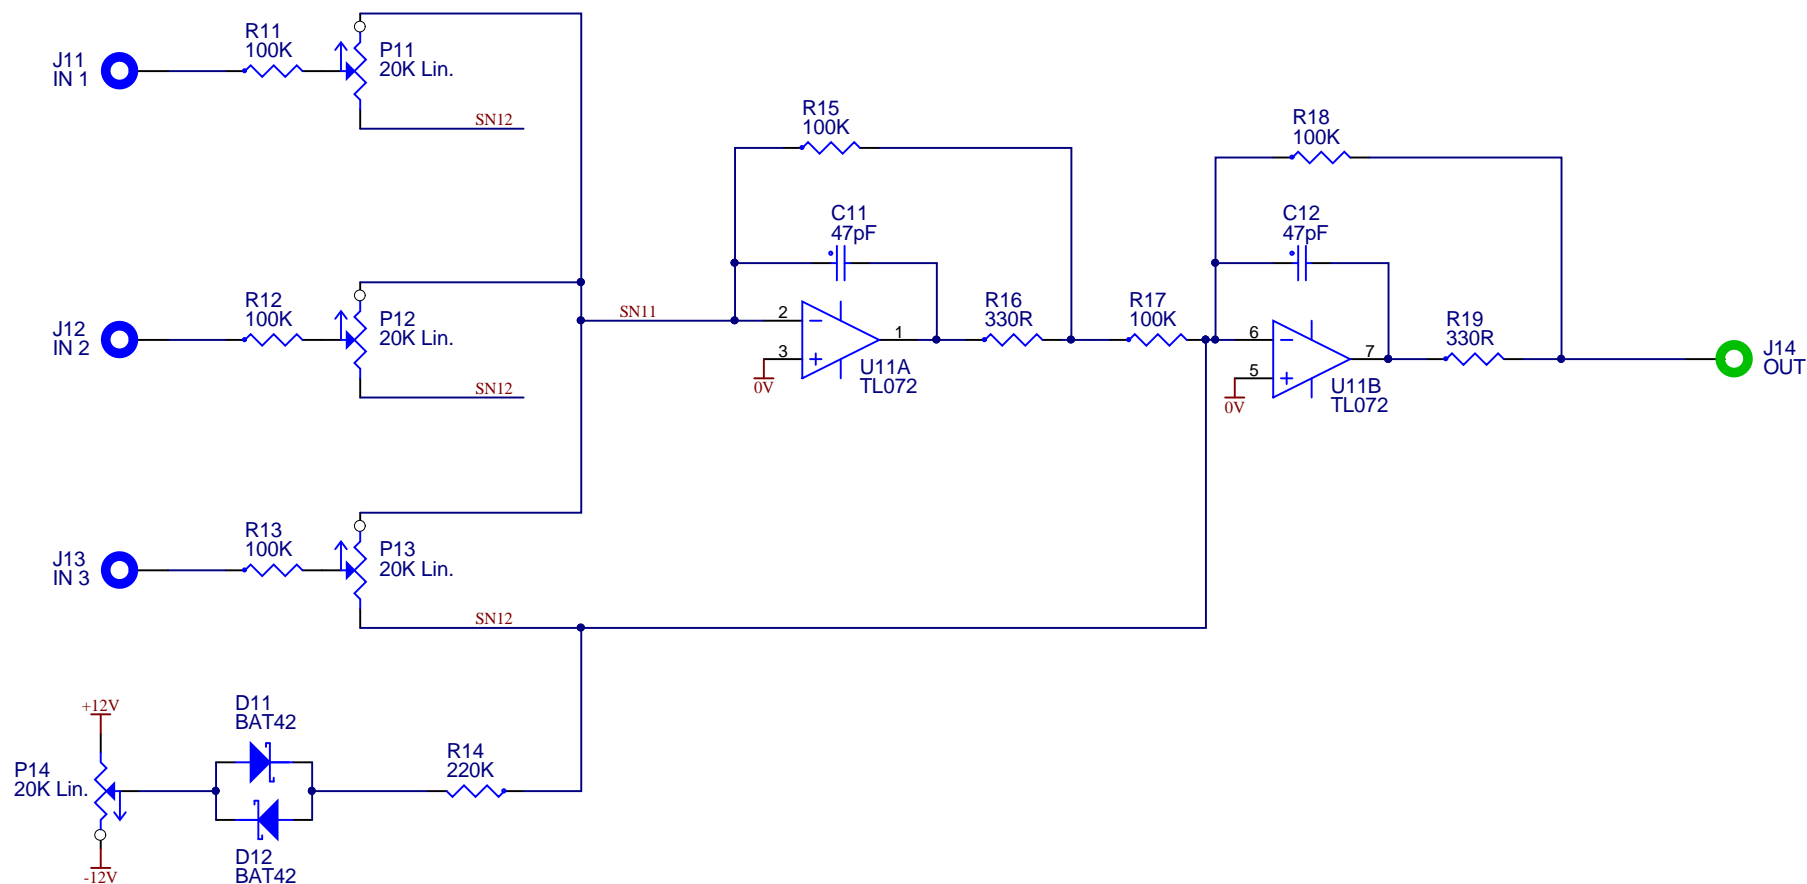 J11
IN 1
R11
100K
P11
20K Lin.
SN12
J12
IN 2
R12
100K
P12
20K Lin.
SN12
SN11
R15
100K
C11
47pF
2
3
1
0V
U11A
TL072
R16
330R
R17
100K
R18
100K
C12
47pF
6
5
7
0V
U11B
TL072
R19
330R
J14
OUT
J13
IN 3
R13
100K
P13
20K Lin.
SN12
+12V
P14
20K Lin.
-12V
D11
BAT42
D12
BAT42
R14
220K